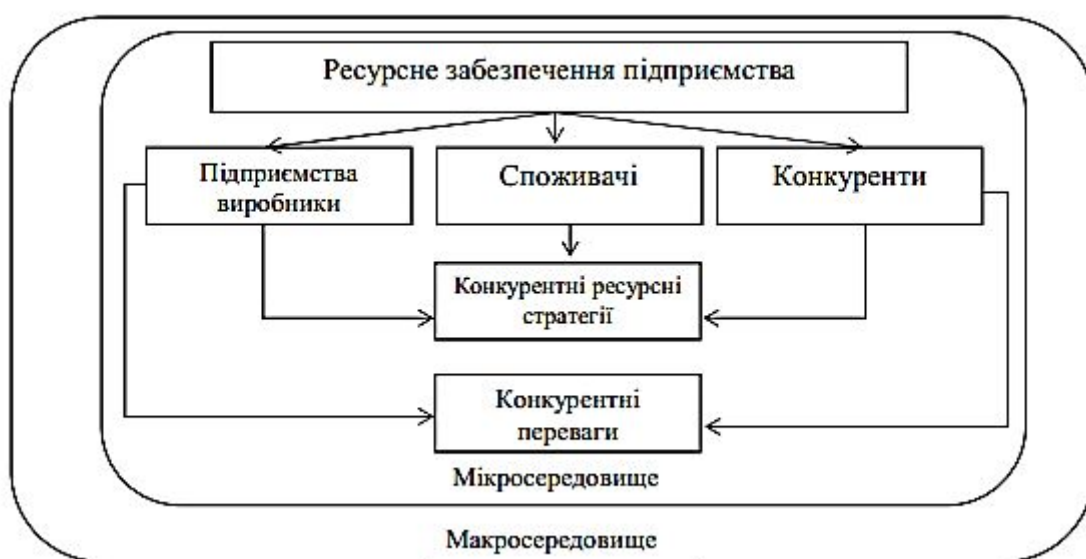 Ресурсне забезпечення підприємства
Підприємства
виробники
Споживачі
Конкуренти
Конкурентні ресурсні
стратегії
Конкурентні
переваги
Мікросередовище
Макросередовище